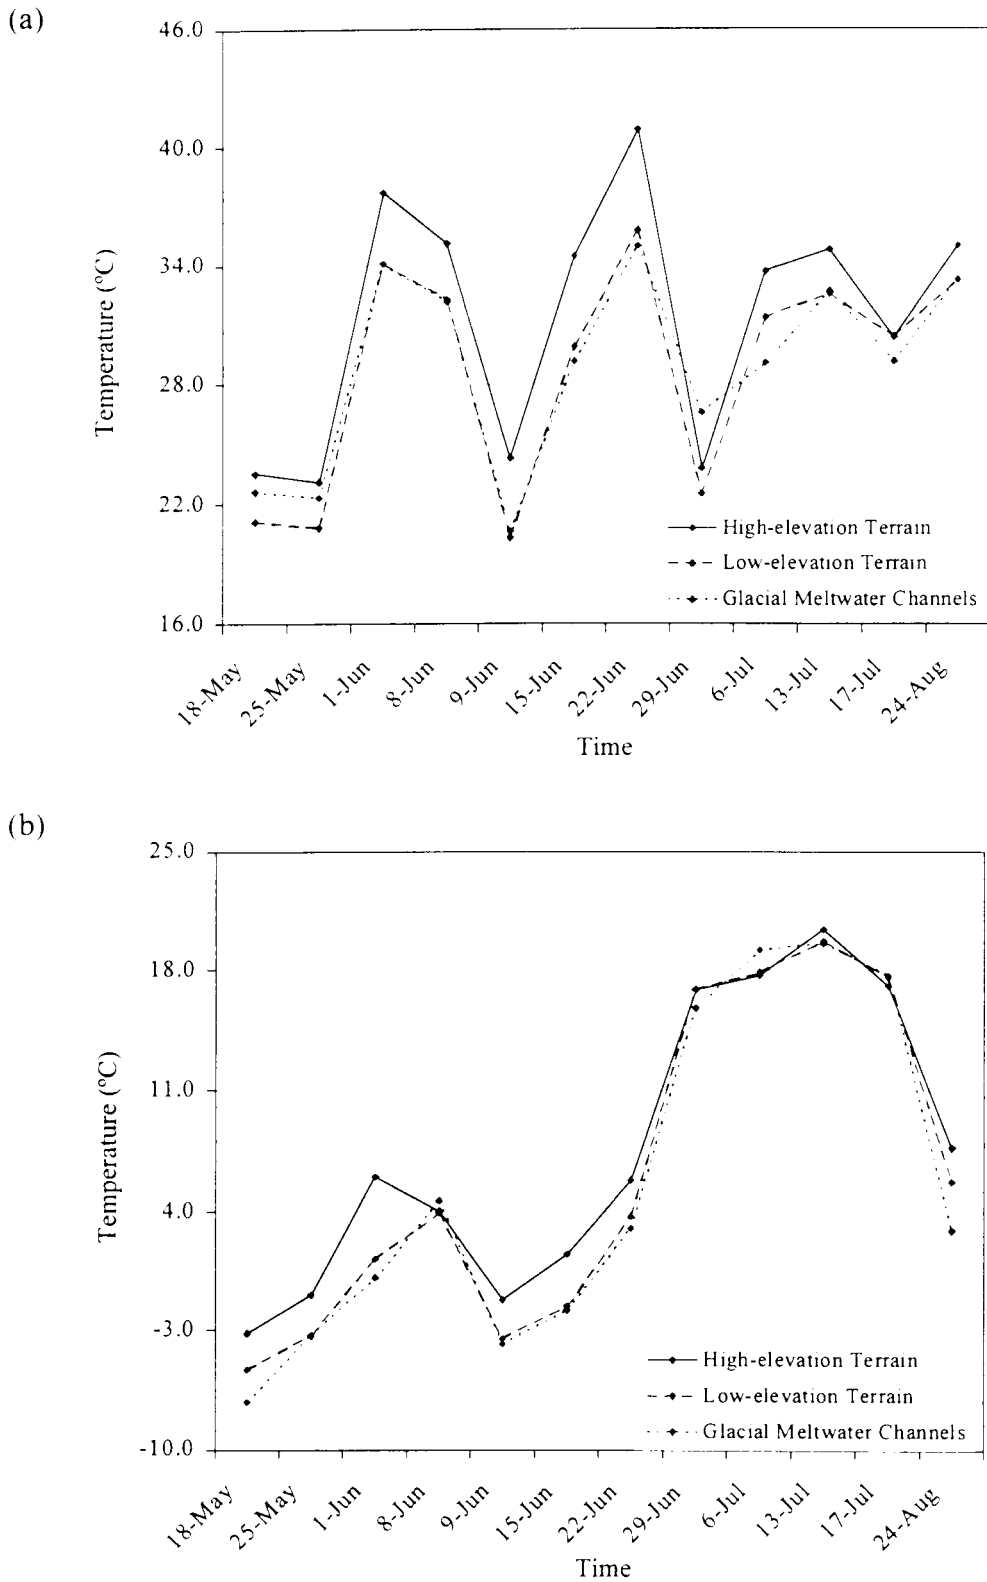 (a)
46.0
40.0
34.0
28.0
22.0
16.0
Temperature (°C)
High-elevation Terrain
Low-elevation Terrain
Glacial Meltwater Channels
18-May
25-May
1-Jun
8-Jun
9-Jun
15-Jun
22-Jun
29-Jun
6-Jul
13-Jul
17-Jul
24-Aug
Time
(b)
25.0
18.0
11.0
4.0
-3.0
-10.0
Temperature (°C)
High-elevation Terrain
Low-elevation Terrain
Glacial Meltwater Channels
18-May
25-May
1-Jun
8-Jun
9-Jun
15-Jun
22-Jun
29-Jun
6-Jul
13-Jul
17-Jul
24-Aug
Time